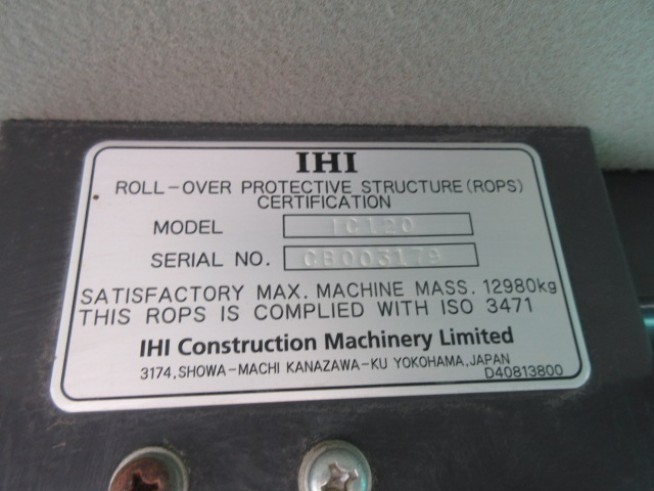 IHI
ROLL-OVER PROTECTIVE STRUCTURE(ROPS)
CERTIFICATION
MODEL IC120
SERIAL NO. CB003179
SATISFACTORY MAX. MACHINE MASS. 12980kg
THIS ROPS IS COMPLIED WITH ISO 3471
IHI Construction Machinery Limited
3174,SHOWA-MACHI KANAZAWA-KU YOKOHAMA,JAPAN
D40813800